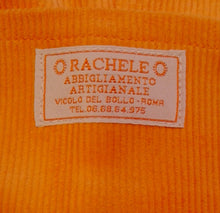 RACHELE
ABBIGLIAMENTO
ARTIGIANALE
VICOLO DEL BOLLO - ROMA
TEL. 06.68.64.975